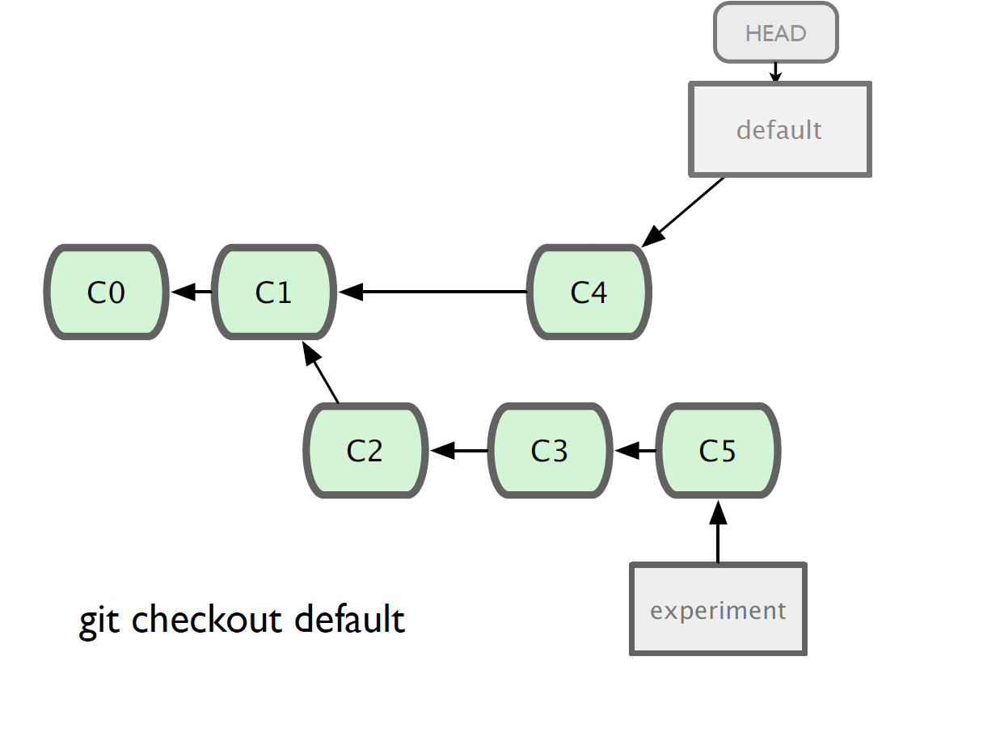 HEAD
default
C0
C1
C4
C2
C3
C5
experiment
git checkout default